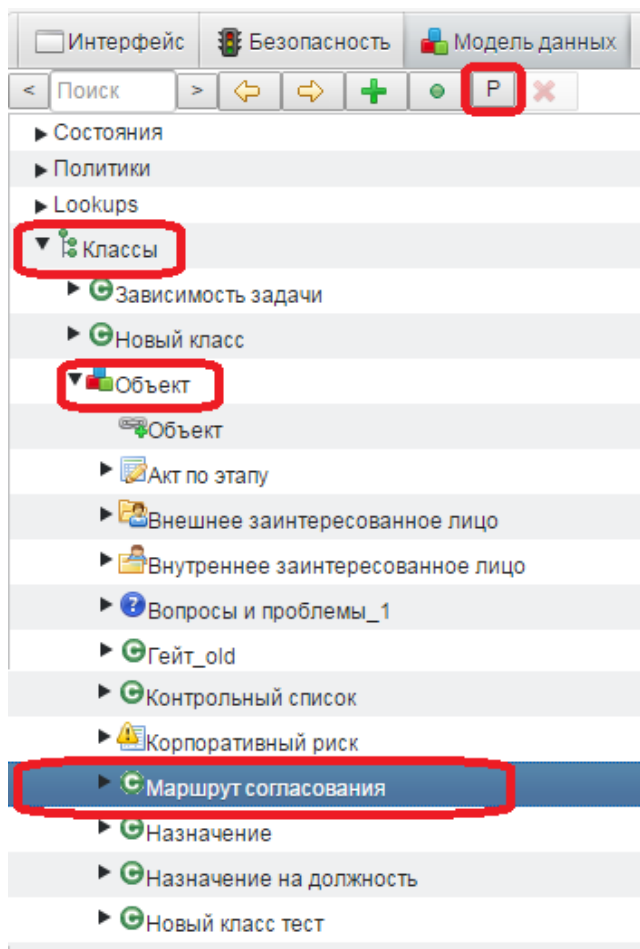 Интерфейс Безопасность Модель данных
< Поиск > P
Состояния
Политики
Lookups
Классы
Зависимость задачи
Новый класс
Объект
Объект
Акт по этапу
Внешнее заинтересованное лицо
Внутреннее заинтересованное лицо
Вопросы и проблемы_1
Гейт_old
Контрольный список
Корпоративный риск
Маршрут согласования
Назначение
Назначение на должность
Новый класс тест